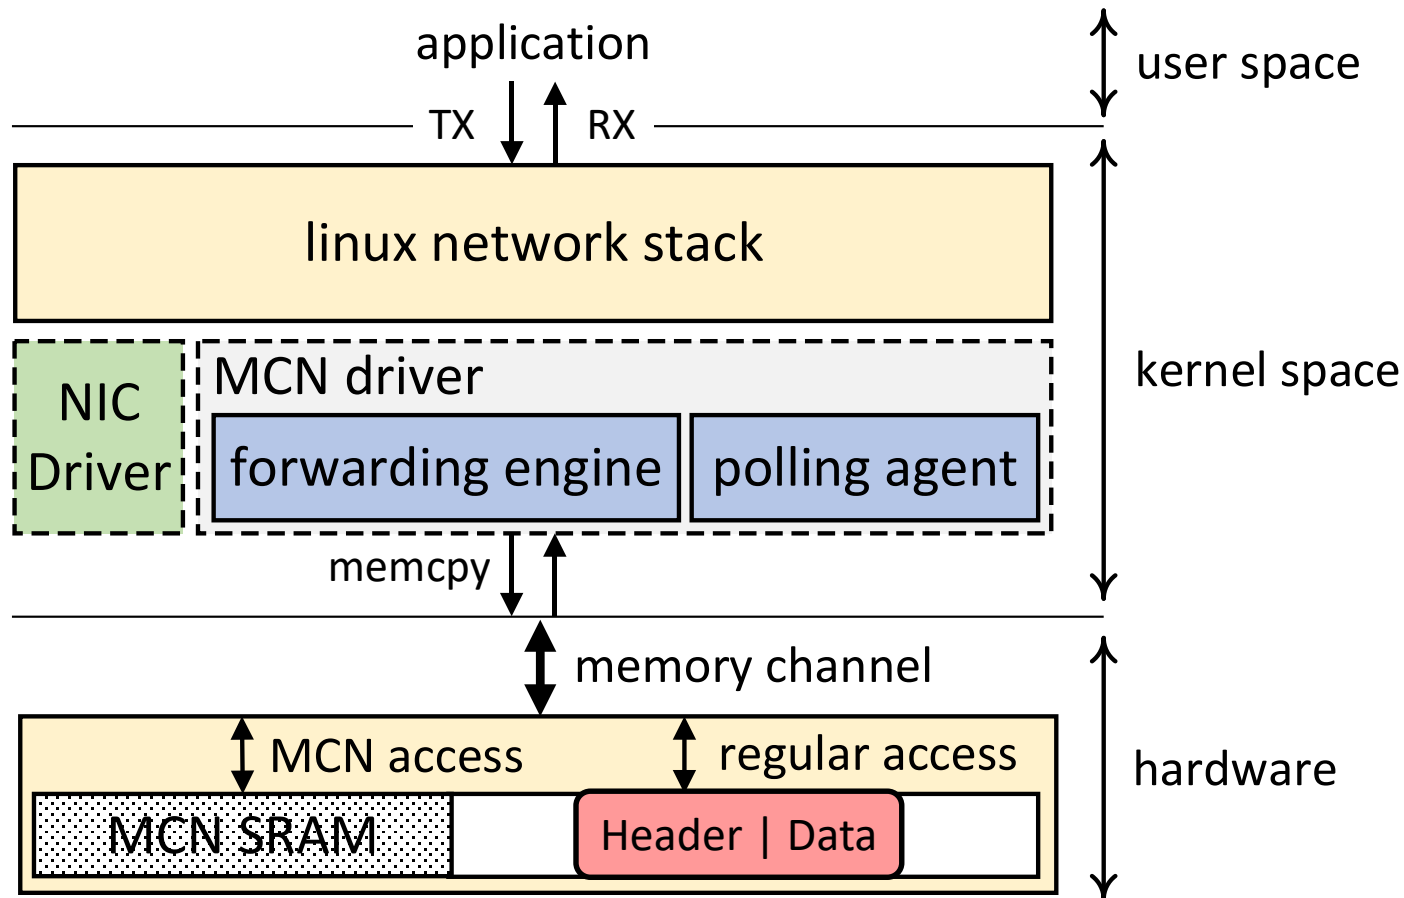 application
user space
TX
RX
linux network stack
kernel space
NIC
Driver
MCN driver
forwarding engine
polling agent
memcpy
memory channel
hardware
MCN access
regular access
MCN SRAM
Header | Data